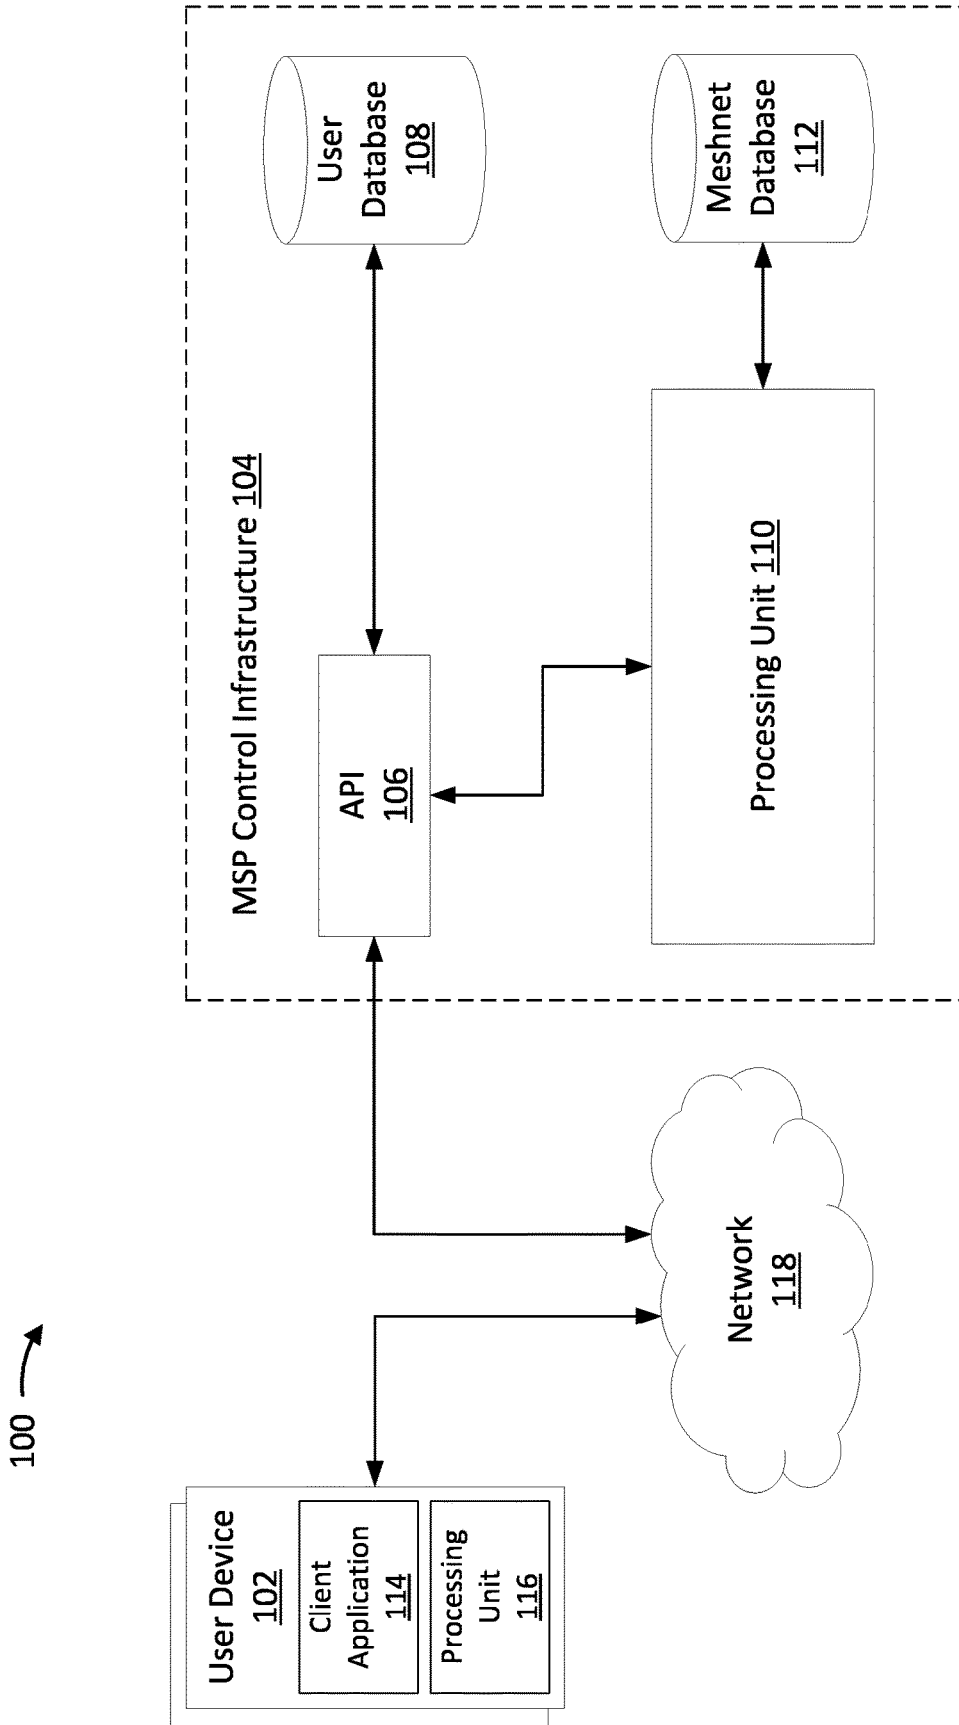 100
User Device
102
Client
Application
114
Processing
Unit
116
Network
118
MSP Control Infrastructure 104
API
106
User
Database
108
Processing Unit 110
Meshnet
Database
112